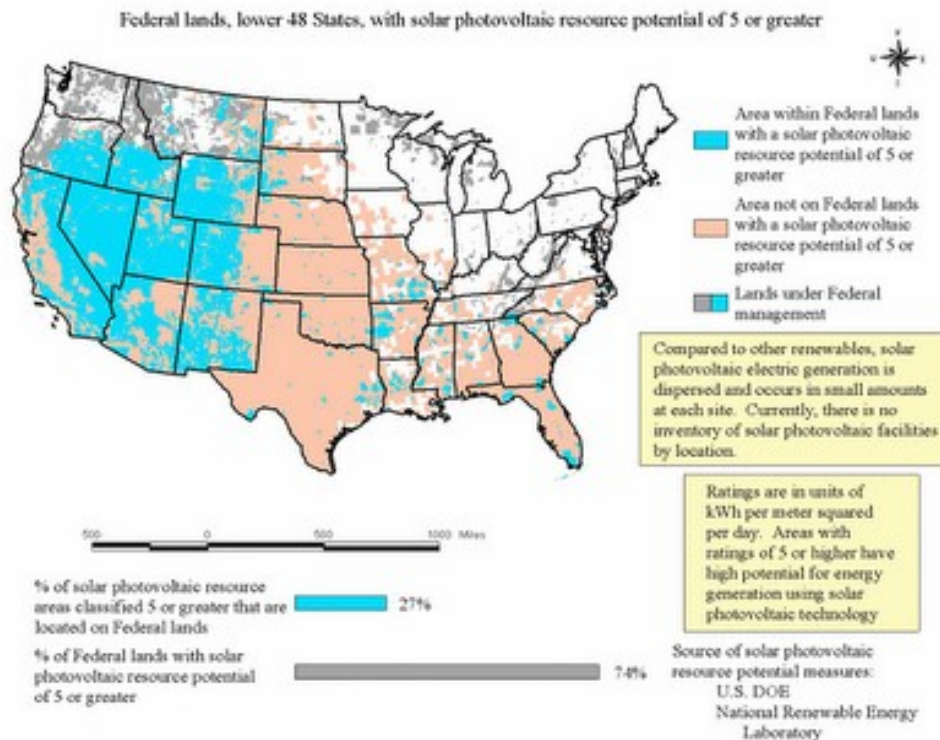 Federal lands, lower 48 States, with solar photovoltaic resource potential of 5 or greater
N
W
E
S
Area within Federal lands
with a solar photovoltaic
resource potential of 5 or
greater
Area not on Federal lands
with a solar photovoltaic
resource potential of 5 or
greater
Lands under Federal
management
Compared to other renewables, solar
photovoltaic electric generation is
dispersed and occurs in small amounts
at each site. Currently, there is no
inventory of solar photovoltaic facilities
by location.
Ratings are in units of
kWh per meter squared
per day. Areas with
ratings of 5 or higher have
high potential for energy
generation using solar
photovoltaic technology
500 0 500 1000 Miles
% of solar photovoltaic resource
areas classified 5 or greater that are
located on Federal lands
27%
% of Federal lands with solar
photovoltaic resource potential
of 5 or greater
74%
Source of solar photovoltaic
resource potential measures:
U.S. DOE
National Renewable Energy
Laboratory